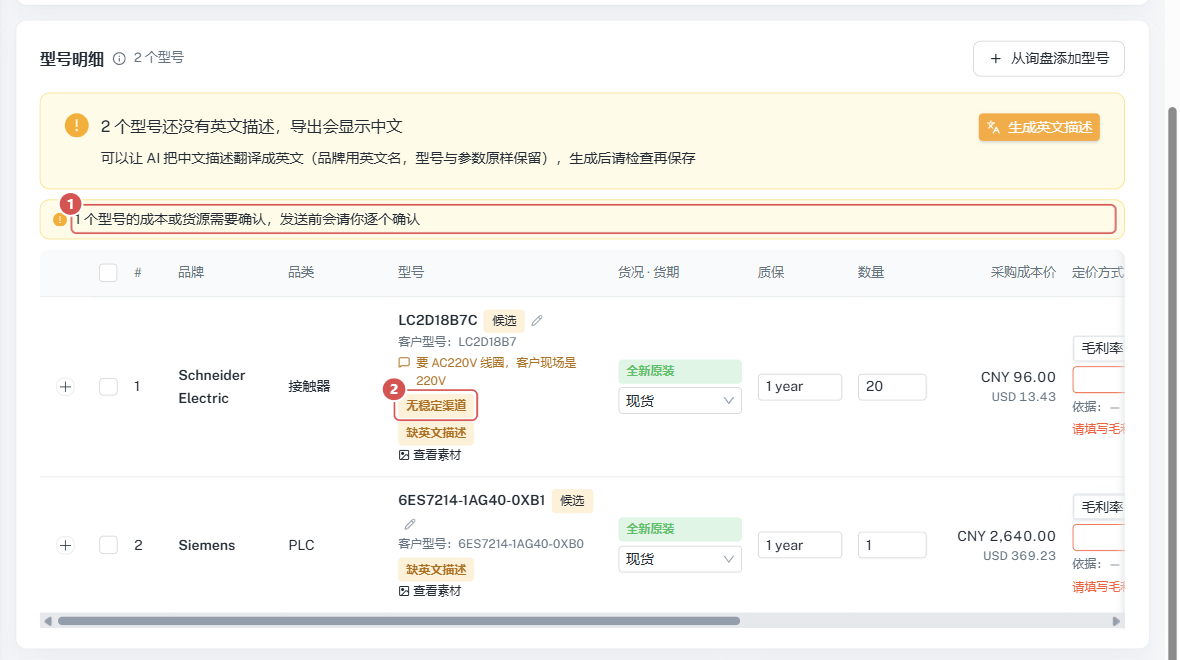 型号明细 2 个型号
+ 从询盘添加型号
2 个型号还没有英文描述，导出会显示中文
生成英文描述
可以让 AI 把中文描述翻译成英文（品牌用英文名，型号与参数原样保留），生成后请检查再保存
1
1 个型号的成本或货源需要确认，发送前会请你逐个确认
# 品牌 品类 型号 货况 · 货期 质保 数量 采购成本价 定价方式
1 Schneider Electric 接触器
LC2D18B7C 候选
客户型号：LC2D18B7
要 AC220V 线圈，客户现场是
220V
2
无稳定渠道
缺英文描述
查看素材
全新原装
现货
1 year
20
CNY 96.00
USD 13.43
毛利率
依据：—
请填写毛
2 Siemens PLC
6ES7214-1AG40-0XB1 候选
客户型号：6ES7214-1AG40-0XB0
缺英文描述
查看素材
全新原装
现货
1 year
1
CNY 2,640.00
USD 369.23
毛利率
依据：—
请填写毛